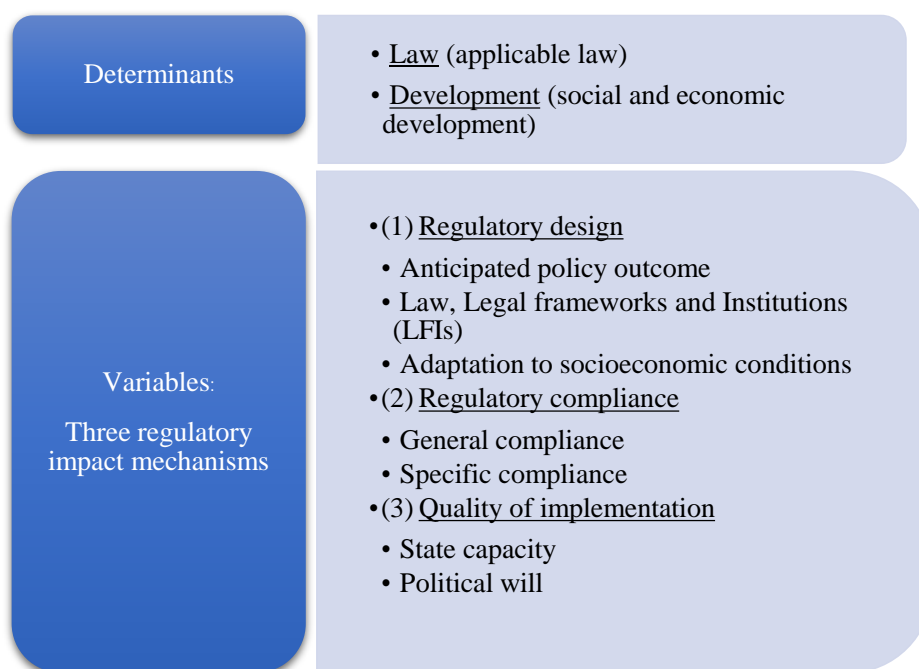 Determinants
• Law (applicable law)
• Development (social and economic
development)
Variables:
Three regulatory
impact mechanisms
•(1) Regulatory design
• Anticipated policy outcome
• Law, Legal frameworks and Institutions
(LFIs)
• Adaptation to socioeconomic conditions
•(2) Regulatory compliance
• General compliance
• Specific compliance
•(3) Quality of implementation
• State capacity
• Political will